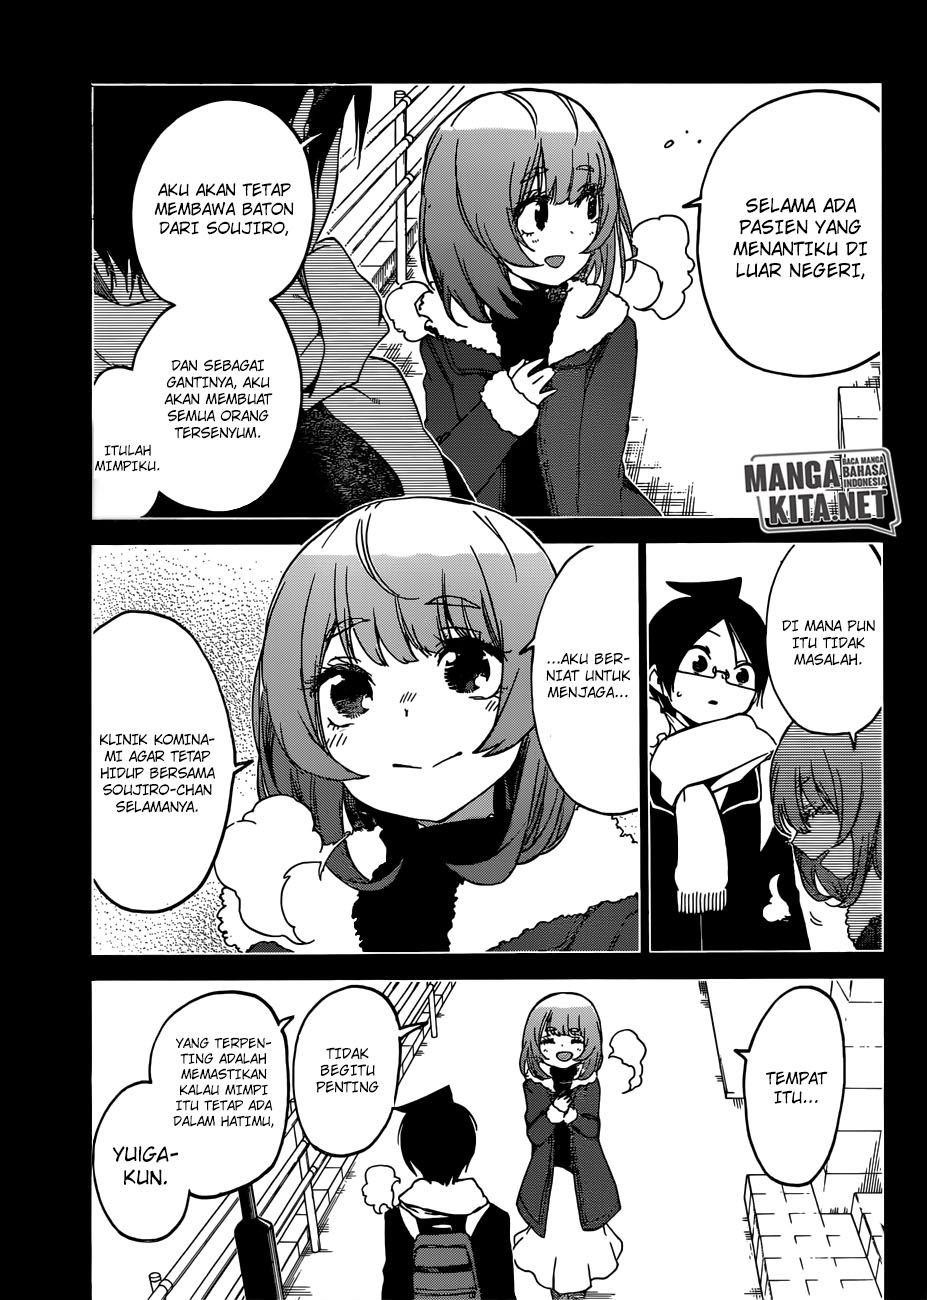 SELAMA ADA
PASIEN YANG
MENANTIKU DI
LUAR NEGERI,
AKU AKAN TETAP
MEMBAWA BATON
DARI SOUJIRO,
DAN SEBAGAI
GANTINYA, AKU
AKAN MEMBUAT
SEMUA ORANG
TERSENYUM.
ITULAH
MIMPIKU.
MANGA
KITA.NET
BACA MANGA
BAHASA
INDONESIA
DI MANA PUN
ITU TIDAK
MASALAH.
...AKU BER-
NIAT UNTUK
MENJAGA...
KLINIK KOMINA-
MI AGAR TETAP
HIDUP BERSAMA
SOUJIRO-CHAN
SELAMANYA.
TEMPAT
ITU...
TIDAK
BEGITU
PENTING
YANG TERPEN-
TING ADALAH
MEMASTIKAN
KALAU MIMPI
ITU TETAP ADA
DALAM HATIMU,
YUIGA-
KUN.